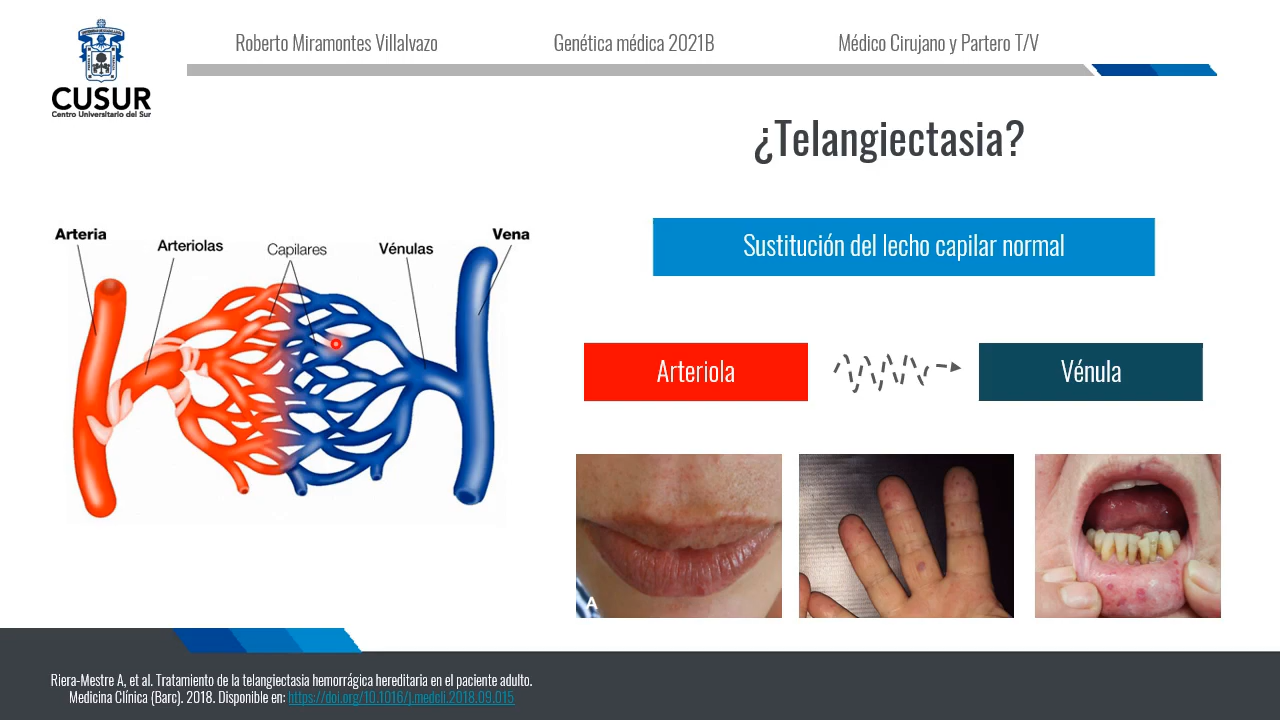 Roberto Miramontes Villalvazo
Genética médica 2021B
Médico Cirujano y Partero T/V
CUSUR
Centro Universitario del Sur
¿Telangiectasia?
Arteria
Arteriolas
Capilares
Vénulas
Vena
Sustitución del lecho capilar normal
Arteriola
Vénula
A
Riera-Mestre A, et al. Tratamiento de la telangiectasia hemorrágica hereditaria en el paciente adulto.
Medicina Clínica (Barc). 2018. Disponible en: https://doi.org/10.1016/j.medcli.2018.09.015